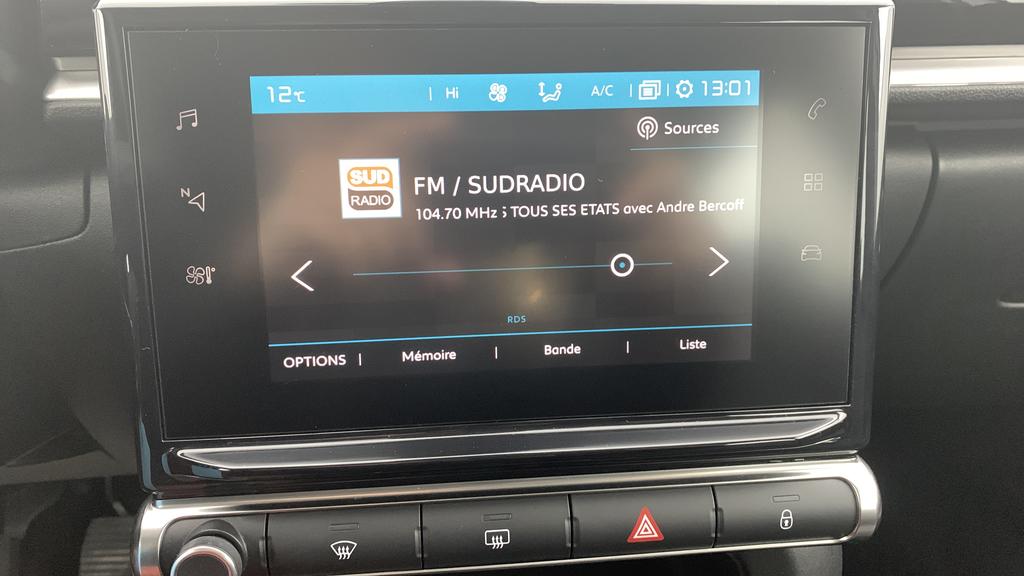 12°C Hi A/C 13:01
Sources
SUD
RADIO
FM / SUDRADIO
104.70 MHz ; TOUS SES ETATS avec Andre Bercoff
N
RDS
OPTIONS | Mémoire | Bande | Liste